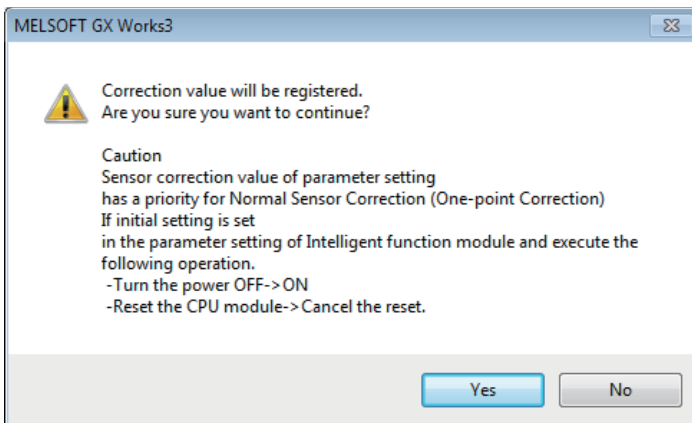 MELSOFT GX Works3
Correction value will be registered.
Are you sure you want to continue?
Caution
Sensor correction value of parameter setting
has a priority for Normal Sensor Correction (One-point Correction)
If initial setting is set
in the parameter setting of Intelligent function module and execute the
following operation.
-Turn the power OFF->ON
-Reset the CPU module->Cancel the reset.
Yes
No